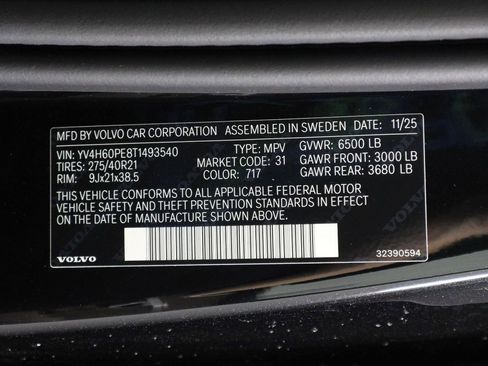 MFD BY VOLVO CAR CORPORATION ASSEMBLED IN SWEDEN DATE: 11/25
VIN: YV4H60PE8T1493540 TYPE: MPV GVWR: 6500 LB
TIRES: 275/40R21 MARKET CODE: 31 GAWR FRONT: 3000 LB
RIM: 9Jx21x38.5 COLOR: 717 GAWR REAR: 3680 LB
THIS VEHICLE CONFORMS TO ALL APPLICABLE FEDERAL MOTOR
VEHICLE SAFETY AND THEFT PREVENTION STANDARDS IN EFFECT
ON THE DATE OF MANUFACTURE SHOWN ABOVE.
VOLVO 32390594